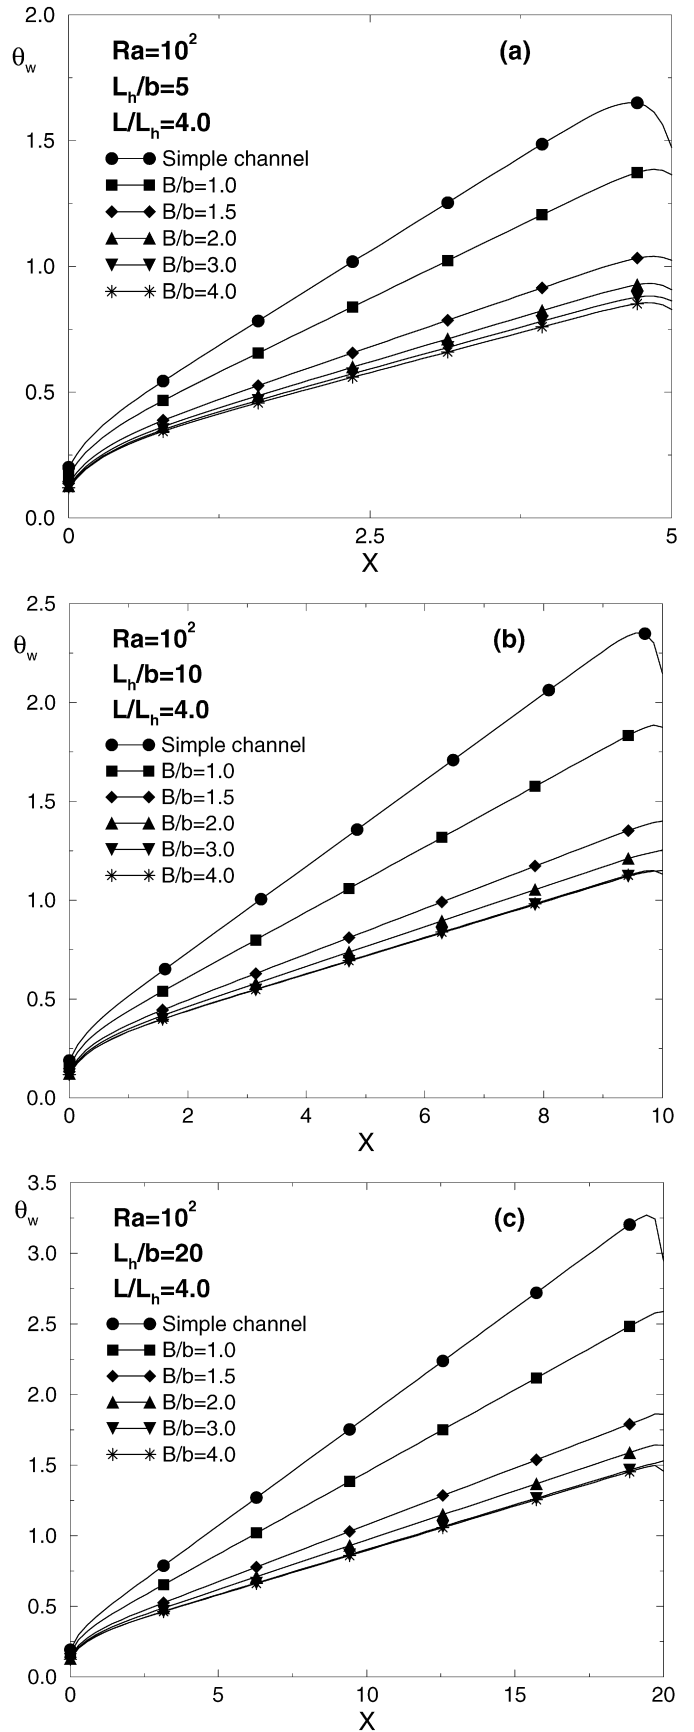 2.0
θw
Ra=10²
(a)
Lh/b=5
L/Lh=4.0
1.5
Simple channel
B/b=1.0
B/b=1.5
B/b=2.0
1.0
B/b=3.0
B/b=4.0
0.5
0.0
0 2.5 5
X
2.5
θw
Ra=10²
(b)
Lh/b=10
2.0
L/Lh=4.0
Simple channel
B/b=1.0
1.5
B/b=1.5
B/b=2.0
B/b=3.0
1.0
B/b=4.0
0.5
0.0
0 2 4 6 8 10
X
3.5
θw
Ra=10²
(c)
Lh/b=20
3.0
L/Lh=4.0
2.5
Simple channel
B/b=1.0
B/b=1.5
2.0
B/b=2.0
B/b=3.0
B/b=4.0
1.5
1.0
0.5
0.0
0 5 10 15 20
X